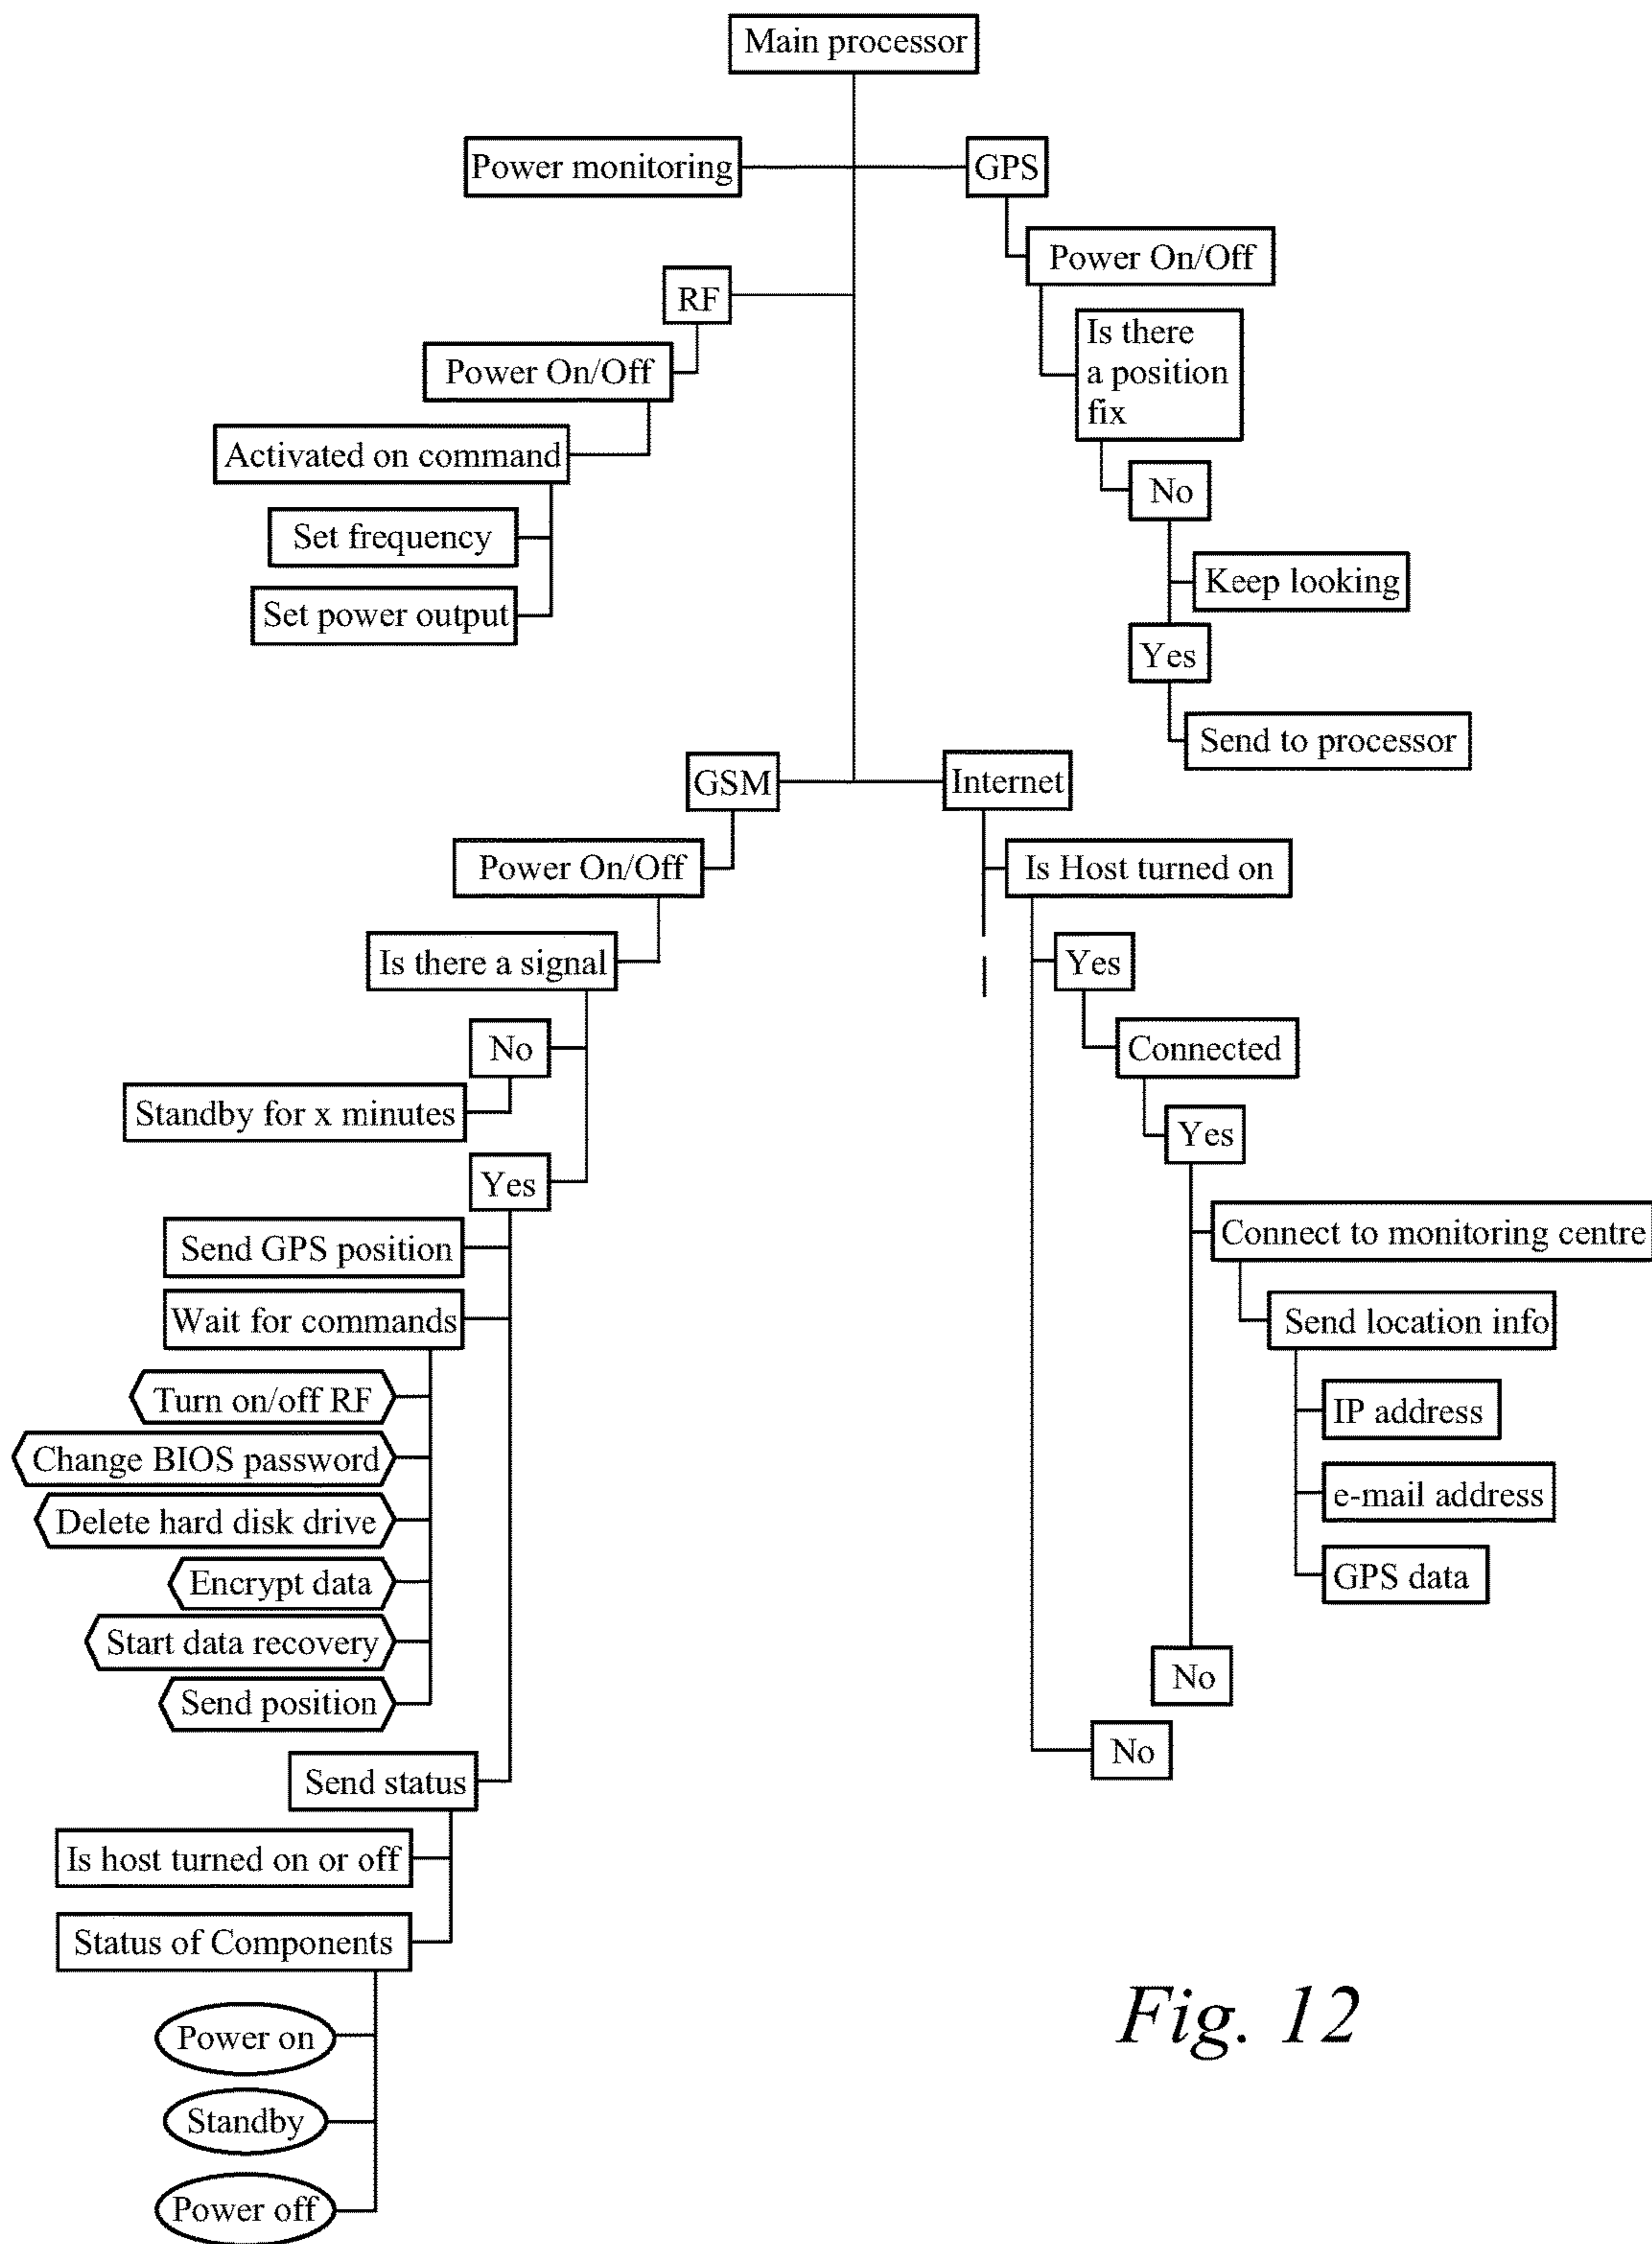 Main processor
Power monitoring
GPS
Power On/Off
Is there
a position
fix
No
Keep looking
Yes
Send to processor
RF
Power On/Off
Activated on command
Set frequency
Set power output
GSM
Power On/Off
Is there a signal
No
Standby for x minutes
Yes
Send GPS position
Wait for commands
Turn on/off RF
Change BIOS password
Delete hard disk drive
Encrypt data
Start data recovery
Send position
Send status
Is host turned on or off
Status of Components
Power on
Standby
Power off
Internet
Is Host turned on
Yes
Connected
Yes
Connect to monitoring centre
Send location info
IP address
e-mail address
GPS data
No
No
Fig. 12